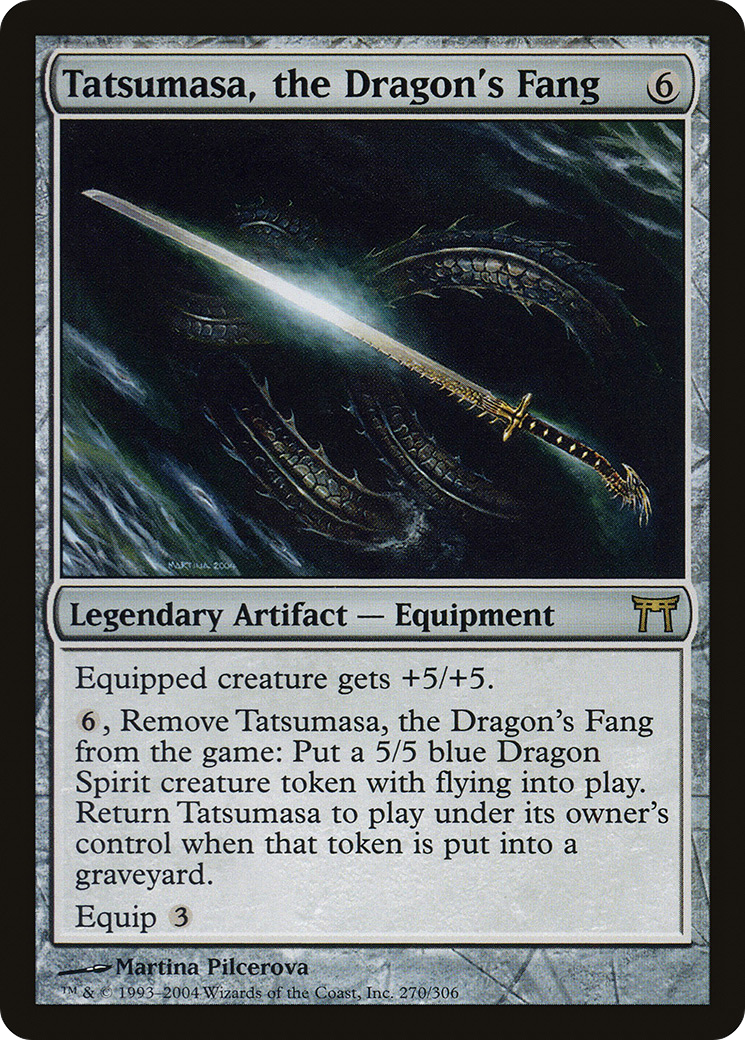 Tatsumasa, the Dragon's Fang 6
MARTINA 2004
Legendary Artifact — Equipment
Equipped creature gets +5/+5.
6, Remove Tatsumasa, the Dragon's Fang
from the game: Put a 5/5 blue Dragon
Spirit creature token with flying into play.
Return Tatsumasa to play under its owner's
control when that token is put into a
graveyard.
Equip 3
Martina Pilcerova
™ & © 1993–2004 Wizards of the Coast, Inc. 270/306